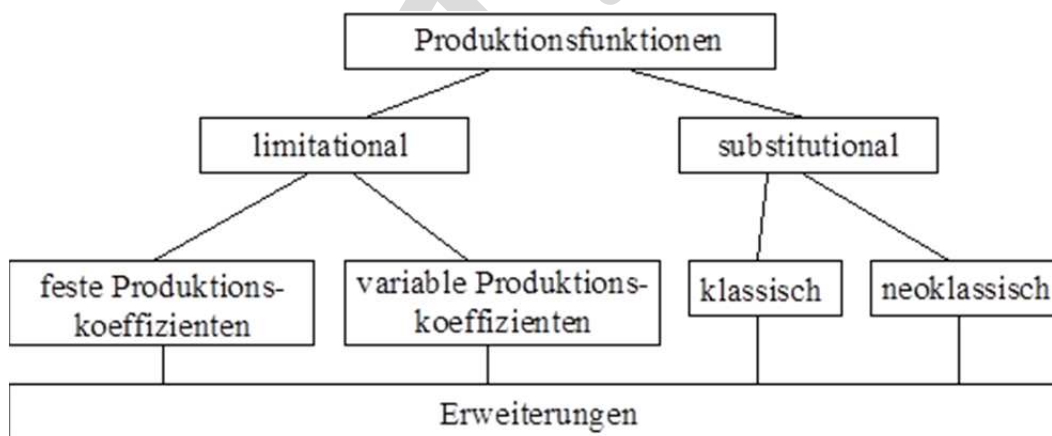 Produktionsfunktionen
limitational
substitutional
feste Produktions-
koeffizienten
variable Produktions-
koeffizienten
klassisch
neoklassisch
Erweiterungen